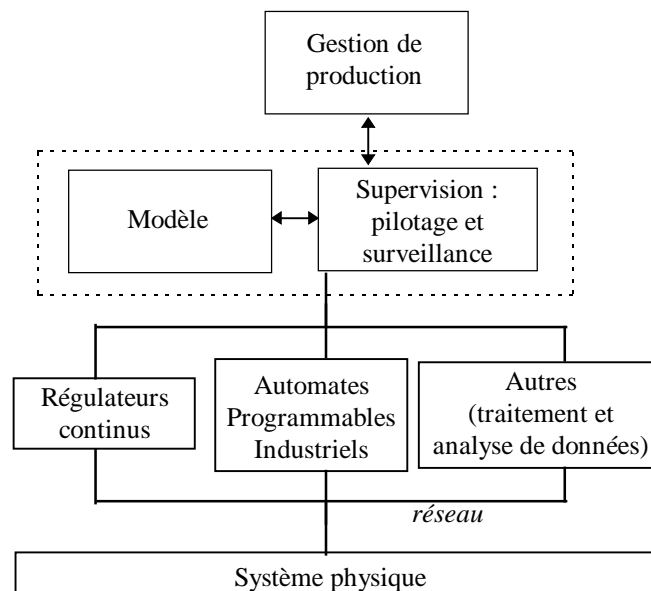 Gestion de
production
Modèle
Supervision :
pilotage et
surveillance
Régulateurs
continus
Automates
Programmables
Industriels
Autres
(traitement et
analyse de données)
réseau
Système physique